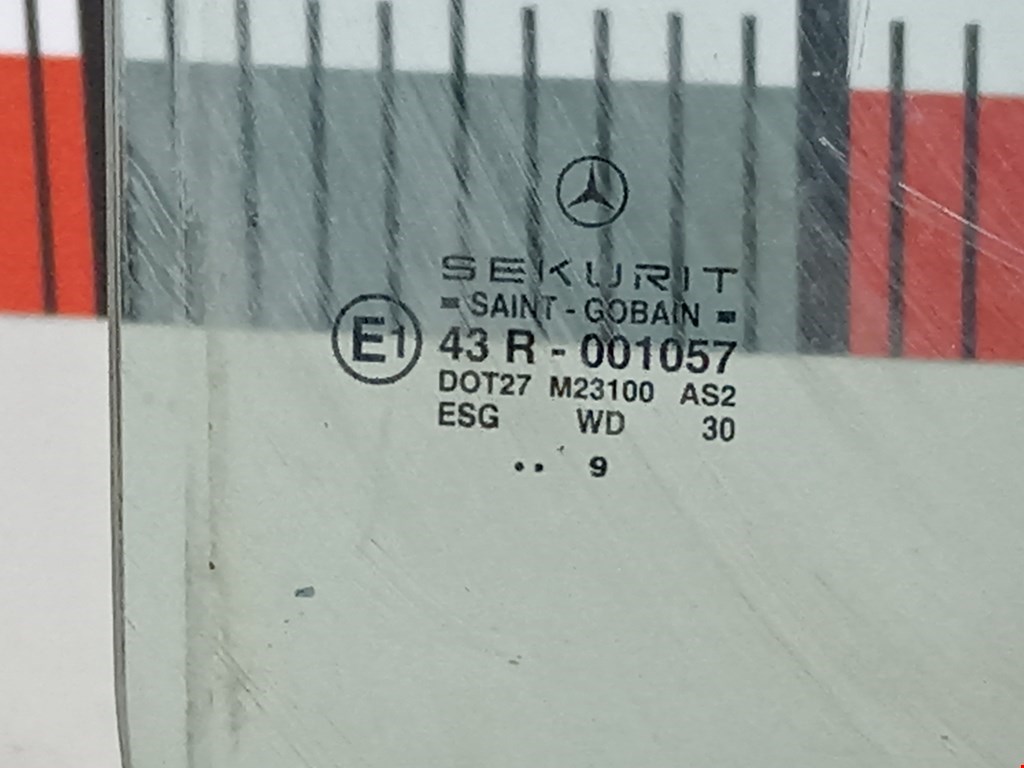 SEKURIT
SAINT-GOBAIN
E1 43 R - 001057
DOT27 M23100 AS2
ESG WD 30
.. 9